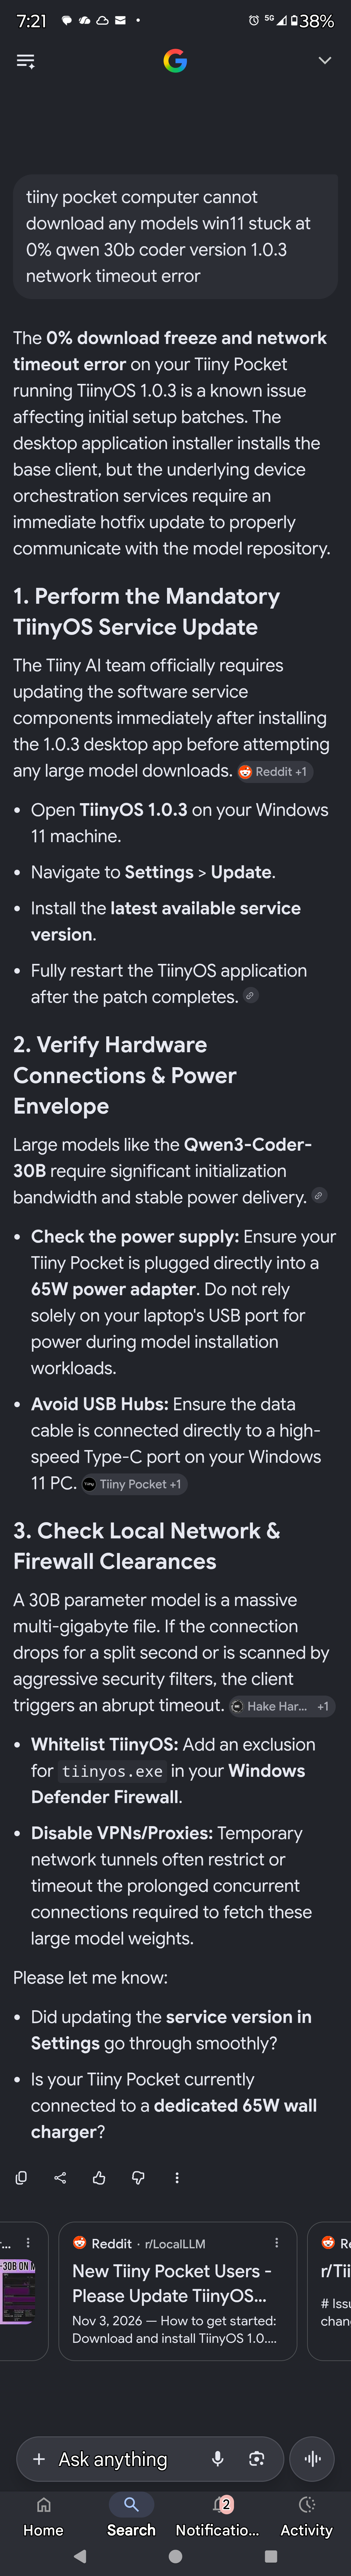 7:21
5G
38%
tiiny pocket computer cannot
download any models win11 stuck at
0% qwen 30b coder version 1.0.3
network timeout error
The 0% download freeze and network
timeout error on your Tiiny Pocket
running TiinyOS 1.0.3 is a known issue
affecting initial setup batches. The
desktop application installer installs the
base client, but the underlying device
orchestration services require an
immediate hotfix update to properly
communicate with the model repository.
1. Perform the Mandatory
TiinyOS Service Update
The Tiiny AI team officially requires
updating the software service
components immediately after installing
the 1.0.3 desktop app before attempting
any large model downloads. Reddit +1
• Open TiinyOS 1.0.3 on your Windows
11 machine.
• Navigate to Settings > Update.
• Install the latest available service
version.
• Fully restart the TiinyOS application
after the patch completes.
2. Verify Hardware
Connections & Power
Envelope
Large models like the Qwen3-Coder-
30B require significant initialization
bandwidth and stable power delivery.
• Check the power supply: Ensure your
Tiiny Pocket is plugged directly into a
65W power adapter. Do not rely
solely on your laptop's USB port for
power during model installation
workloads.
• Avoid USB Hubs: Ensure the data
cable is connected directly to a high-
speed Type-C port on your Windows
11 PC. Tiiny Pocket +1
3. Check Local Network &
Firewall Clearances
A 30B parameter model is a massive
multi-gigabyte file. If the connection
drops for a split second or is scanned by
aggressive security filters, the client
triggers an abrupt timeout. Hake Har... +1
• Whitelist TiinyOS: Add an exclusion
for tiinyos.exe in your Windows
Defender Firewall.
• Disable VPNs/Proxies: Temporary
network tunnels often restrict or
timeout the prolonged concurrent
connections required to fetch these
large model weights.
Please let me know:
• Did updating the service version in
Settings go through smoothly?
• Is your Tiiny Pocket currently
connected to a dedicated 65W wall
charger?
-30B ON M
Reddit · r/LocalLLM
New Tiiny Pocket Users -
Please Update TiinyOS...
Nov 3, 2026 — How to get started:
Download and install TiinyOS 1.0....
Re
r/Tii
# Issu
chan
Ask anything
2
Home
Search
Notificatio...
Activity